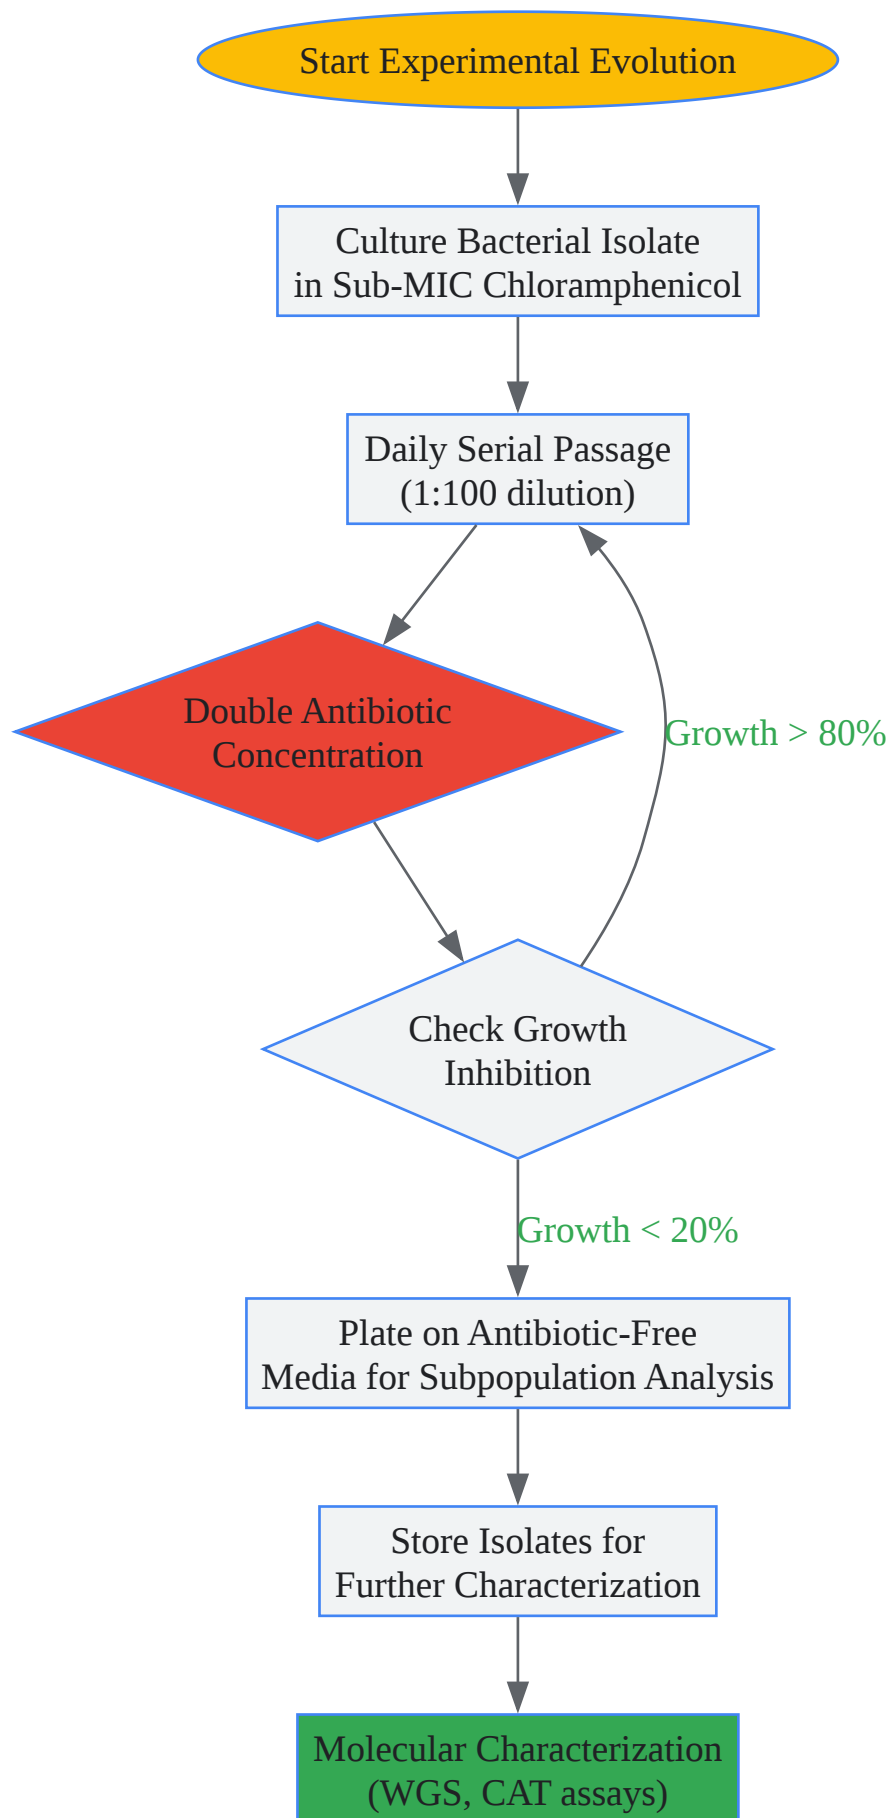 Start Experimental Evolution
Culture Bacterial Isolate
in Sub-MIC Chloramphenicol
Daily Serial Passage
(1:100 dilution)
Double Antibiotic
Concentration
Growth > 80%
Check Growth
Inhibition
Growth < 20%
Plate on Antibiotic-Free
Media for Subpopulation Analysis
Store Isolates for
Further Characterization
Molecular Characterization
(WGS, CAT assays)